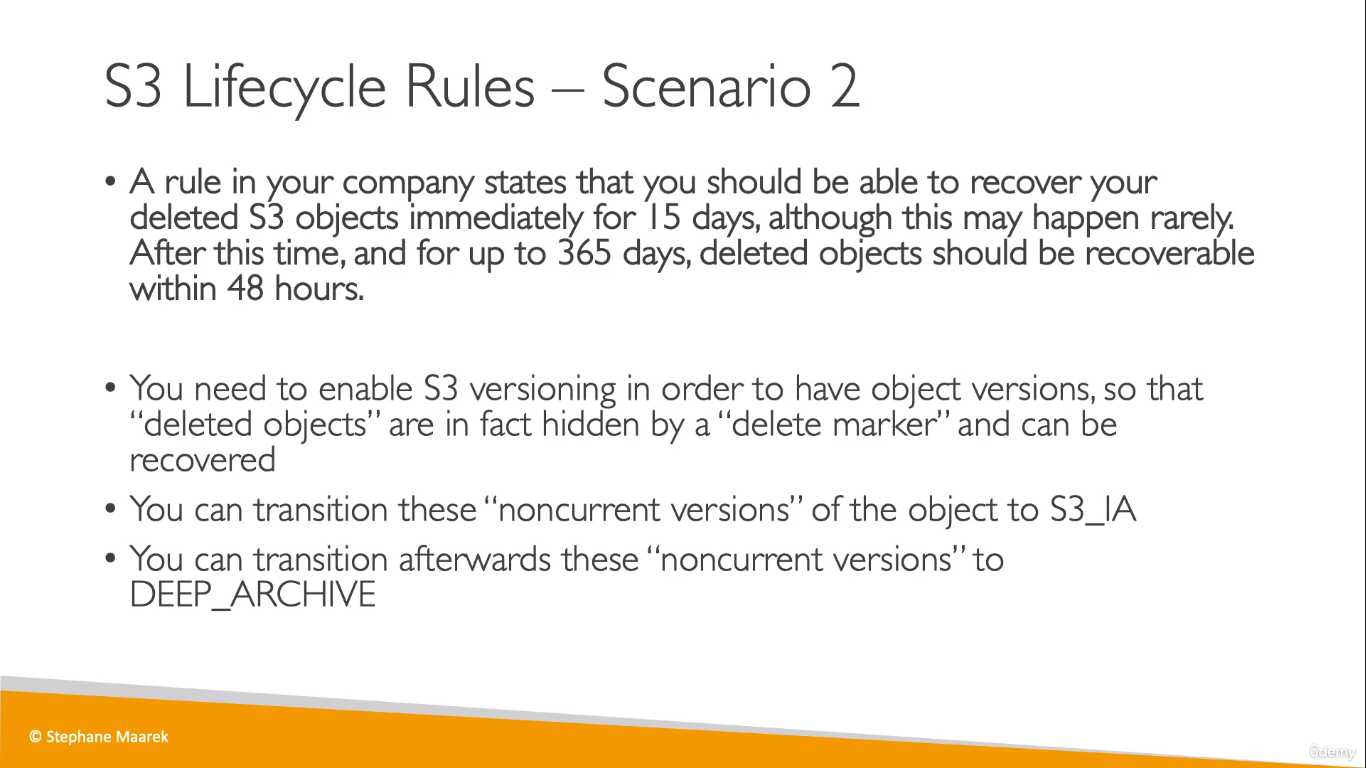 S3 Lifecycle Rules – Scenario 2
• A rule in your company states that you should be able to recover your
deleted S3 objects immediately for 15 days, although this may happen rarely.
After this time, and for up to 365 days, deleted objects should be recoverable
within 48 hours.
• You need to enable S3 versioning in order to have object versions, so that
“deleted objects” are in fact hidden by a “delete marker” and can be
recovered
• You can transition these “noncurrent versions” of the object to S3_IA
• You can transition afterwards these “noncurrent versions” to
DEEP_ARCHIVE
© Stephane Maarek
ûdemy